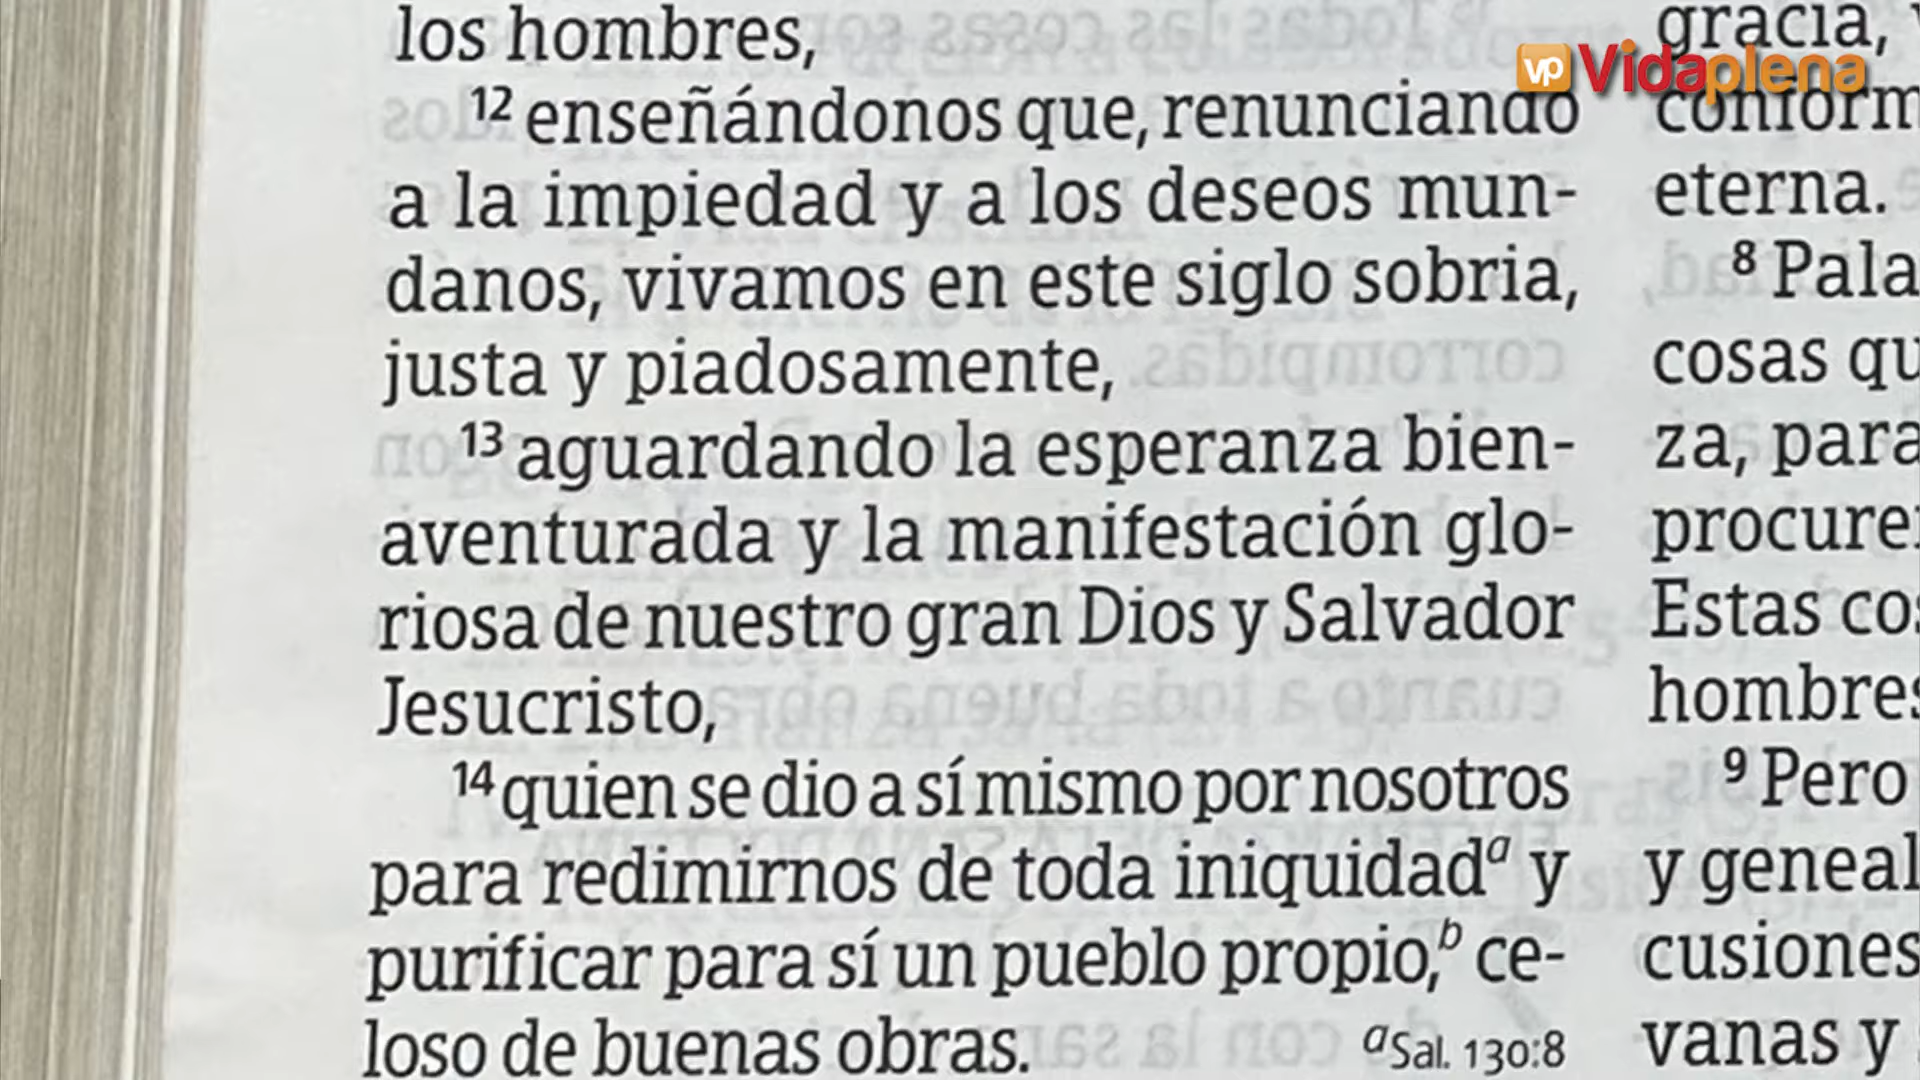 los hombres,
12 enseñándonos que, renunciando
a la impiedad y a los deseos mun-
danos, vivamos en este siglo sobria,
justa y piadosamente,
13 aguardando la esperanza bien-
aventurada y la manifestación glo-
riosa de nuestro gran Dios y Salvador
Jesucristo,
14 quien se dio a sí mismo por nosotros
para redimirnos de toda iniquidad a y
purificar para sí un pueblo propio, b ce-
loso de buenas obras.
a Sal. 130:8
gracia,
vp Vidaplena
conform
eterna.
8 Pala
cosas qu
za, para
procure
Estas cos
hombres
9 Pero
y geneal
cusiones
vanas y